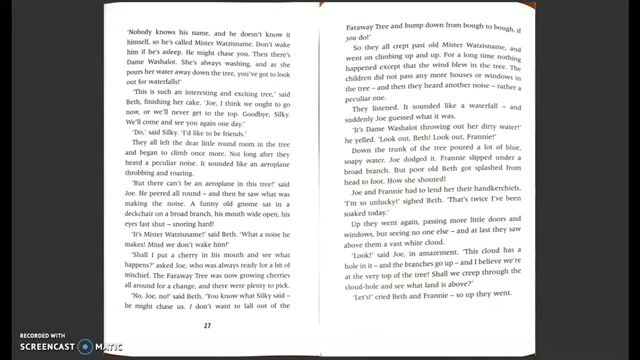 'Nobody knows his name, and he doesn't know it
himself, so he's called Mister Watzisname. Don't wake
him if he's asleep. He might chase you. Then there's
Dame Washalot. She's always washing, and as she
pours her water away down the tree, you've got to look
out for waterfalls!'
'This is such an interesting and exciting tree,' said
Beth, finishing her cake. 'Joe, I think we ought to go
now, or we'll never get to the top. Goodbye, Silky.
We'll come and see you again one day.'
'Do,' said Silky. 'I'd like to be friends.'
They all left the dear little round room in the tree
and began to climb once more. Not long after they
heard a peculiar noise. It sounded like an aeroplane
throbbing and roaring.
'But there can't be an aeroplane in this tree!' said
Joe. He peered all round – and then he saw what was
making the noise. A funny old gnome sat in a
deckchair on a broad branch, his mouth wide open, his
eyes fast shut – snoring hard!
'It's Mister Watzisname!' said Beth. 'What a noise he
makes! Mind we don't wake him!'
'Shall I put a cherry in his mouth and see what
happens?' asked Joe, who was always ready for a bit of
mischief. The Faraway Tree was now growing cherries
all around for a change, and there were plenty to pick.
'No, Joe, no!' said Beth. 'You know what Silky said –
he might chase us. I don't want to fall out of the
27
Faraway Tree and bump down from bough to bough, if
you do!'
So they all crept past old Mister Watzisname, and
went on climbing up and up. For a long time nothing
happened except that the wind blew in the tree. The
children did not pass any more houses or windows in
the tree – and then they heard another noise – rather a
peculiar one.
They listened. It sounded like a waterfall – and
suddenly Joe guessed what it was.
'It's Dame Washalot throwing out her dirty water!'
he yelled. 'Look out, Beth! Look out, Frannie!'
Down the trunk of the tree poured a lot of blue,
soapy water. Joe dodged it. Frannie slipped under a
broad branch. But poor old Beth got splashed from
head to foot. How she shouted!
Joe and Frannie had to lend her their handkerchiefs.
'I'm so unlucky!' sighed Beth. 'That's twice I've been
soaked today.'
Up they went again, passing more little doors and
windows, but seeing no one else – and at last they saw
above them a vast white cloud.
'Look!' said Joe, in amazement. 'This cloud has a
hole in it – and the branches go up – and I believe we're
at the very top of the tree! Shall we creep through the
cloud-hole and see what land is above?'
'Let's!' cried Beth and Frannie – so up they went.
RECORDED WITH
SCREENCAST MATIC